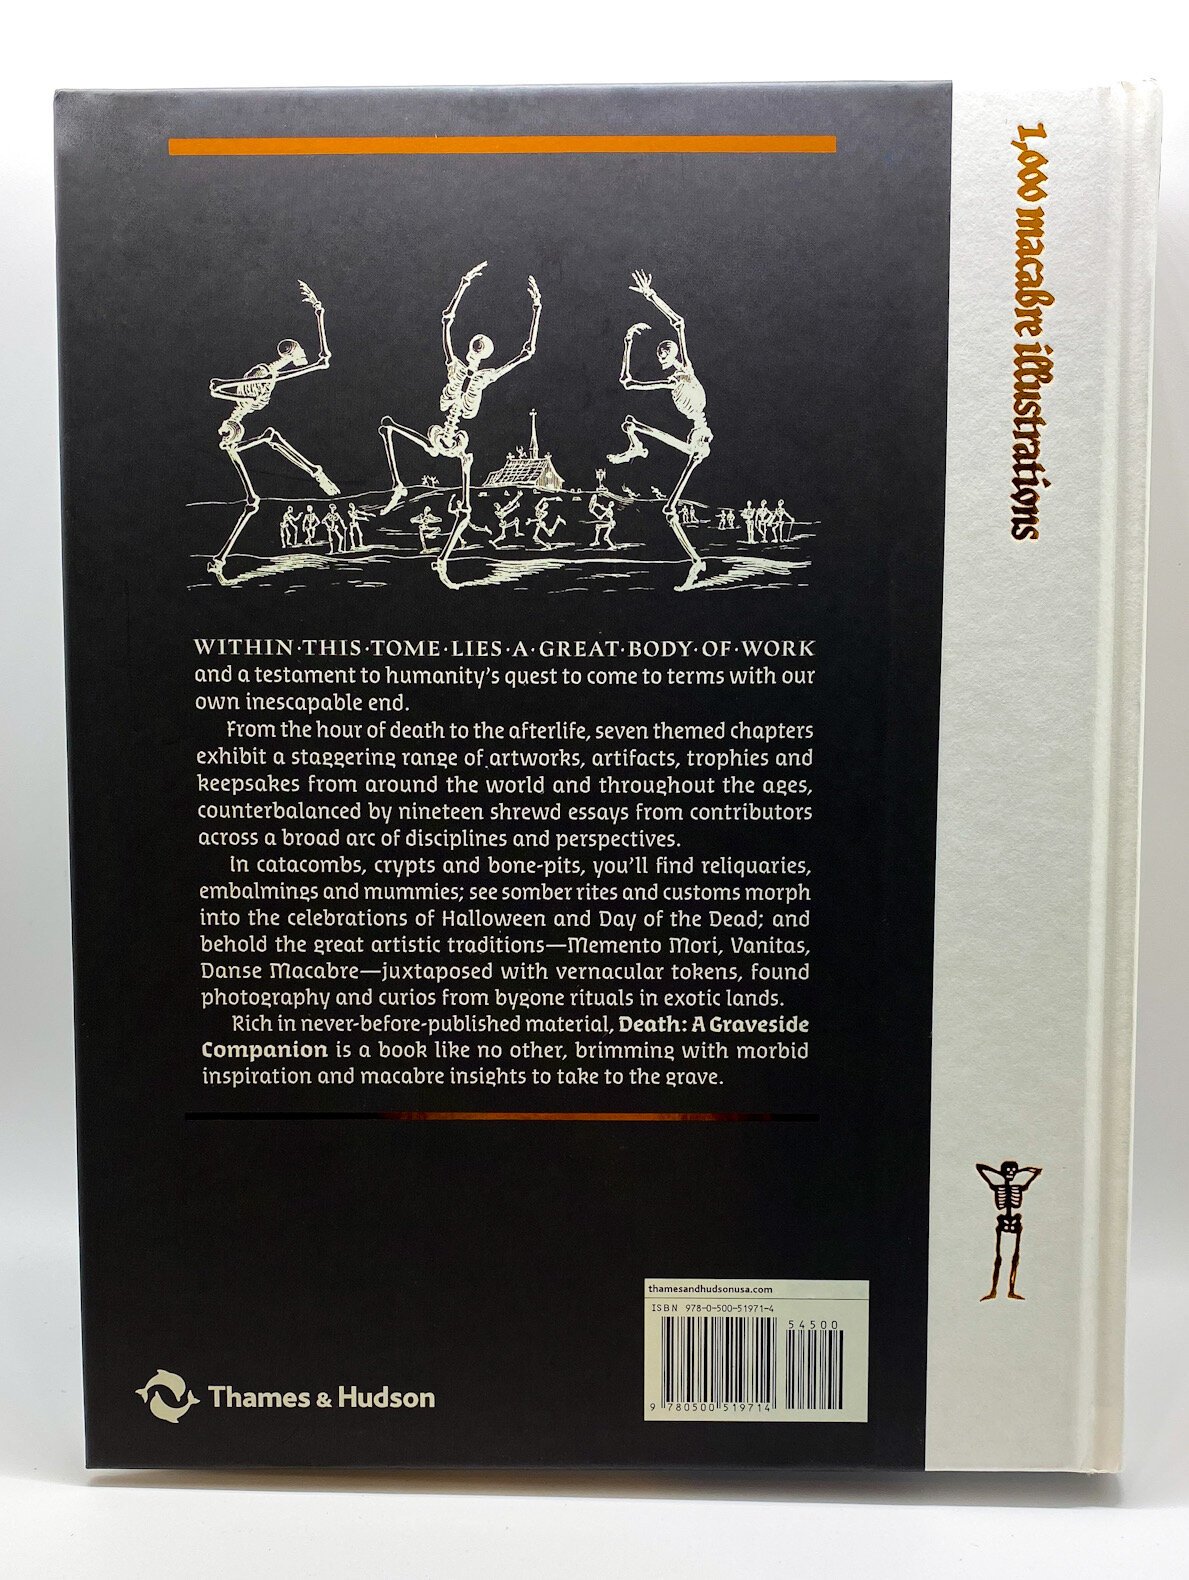 1,000 macabre illustrations
WITHIN·THIS·TOME·LIES·A·GREAT·BODY·OF·WORK
and a testament to humanity's quest to come to terms with our
own inescapable end.
From the hour of death to the afterlife, seven themed chapters
exhibit a staggering range of artworks, artifacts, trophies and
keepsakes from around the world and throughout the ages,
counterbalanced by nineteen shrewd essays from contributors
across a broad arc of disciplines and perspectives.
In catacombs, crypts and bone-pits, you'll find reliquaries,
embalmings and mummies; see somber rites and customs morph
into the celebrations of Halloween and Day of the Dead; and
behold the great artistic traditions—Memento Mori, Vanitas,
Danse Macabre—juxtaposed with vernacular tokens, found
photography and curios from bygone rituals in exotic lands.
Rich in never-before-published material, Death: A Graveside
Companion is a book like no other, brimming with morbid
inspiration and macabre insights to take to the grave.
thamesandhudsonusa.com
ISBN 978-0-500-51971-4
54500
9 780500 519714
Thames & Hudson